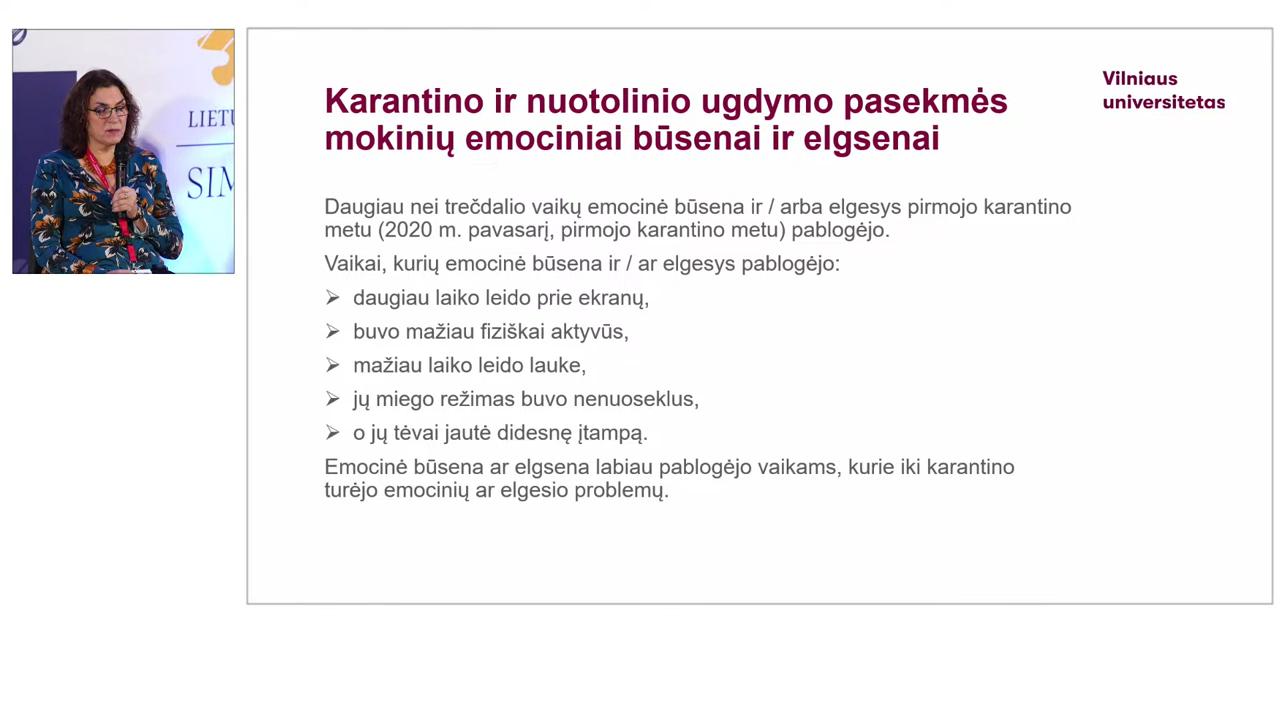 LIETU
SIM
Vilniaus
universitetas
Karantino ir nuotolinio ugdymo pasekmės
mokinių emociniai būsenai ir elgsenai
Daugiau nei trečdalio vaikų emocinė būsena ir / arba elgesys pirmojo karantino
metu (2020 m. pavasarį, pirmojo karantino metu) pablogėjo.
Vaikai, kurių emocinė būsena ir / ar elgesys pablogėjo:
➢ daugiau laiko leido prie ekranų,
➢ buvo mažiau fiziškai aktyvūs,
➢ mažiau laiko leido lauke,
➢ jų miego režimas buvo nenuoseklus,
➢ o jų tėvai jautė didesnę įtampą.
Emocinė būsena ar elgsena labiau pablogėjo vaikams, kurie iki karantino
turėjo emocinių ar elgesio problemų.